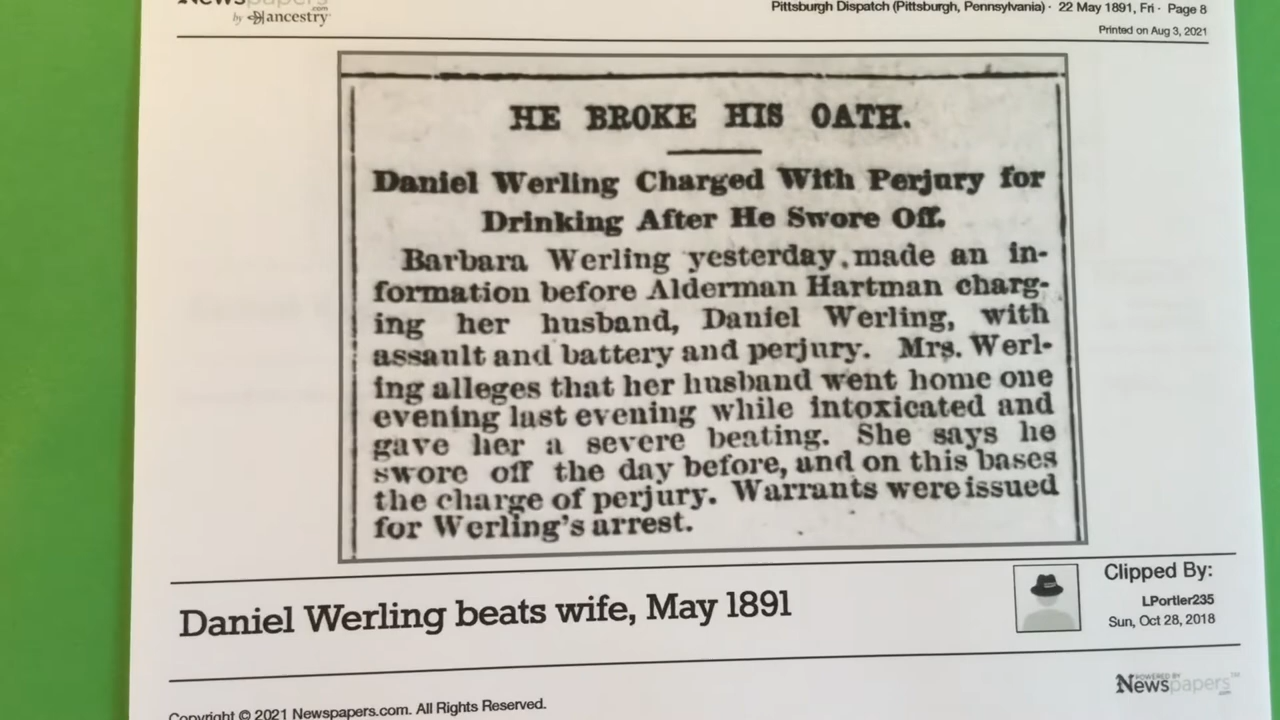 Newspapers
by ancestry.com
Pittsburgh Dispatch (Pittsburgh, Pennsylvania) · 22 May 1891, Fri · Page 8
Printed on Aug 3, 2021
HE BROKE HIS OATH.
Daniel Werling Charged With Perjury for
Drinking After He Swore Off.
Barbara Werling yesterday made an in-
formation before Alderman Hartman charg-
ing her husband, Daniel Werling, with
assault and battery and perjury. Mrs. Werl-
ing alleges that her husband went home one
evening last evening while intoxicated and
gave her a severe beating. She says he
swore off the day before, and on this bases
the charge of perjury. Warrants were issued
for Werling's arrest.
Daniel Werling beats wife, May 1891
Clipped By:
LPortier235
Sun, Oct 28, 2018
POWERED BY
Newspapers™
Copyright © 2021 Newspapers.com. All Rights Reserved.